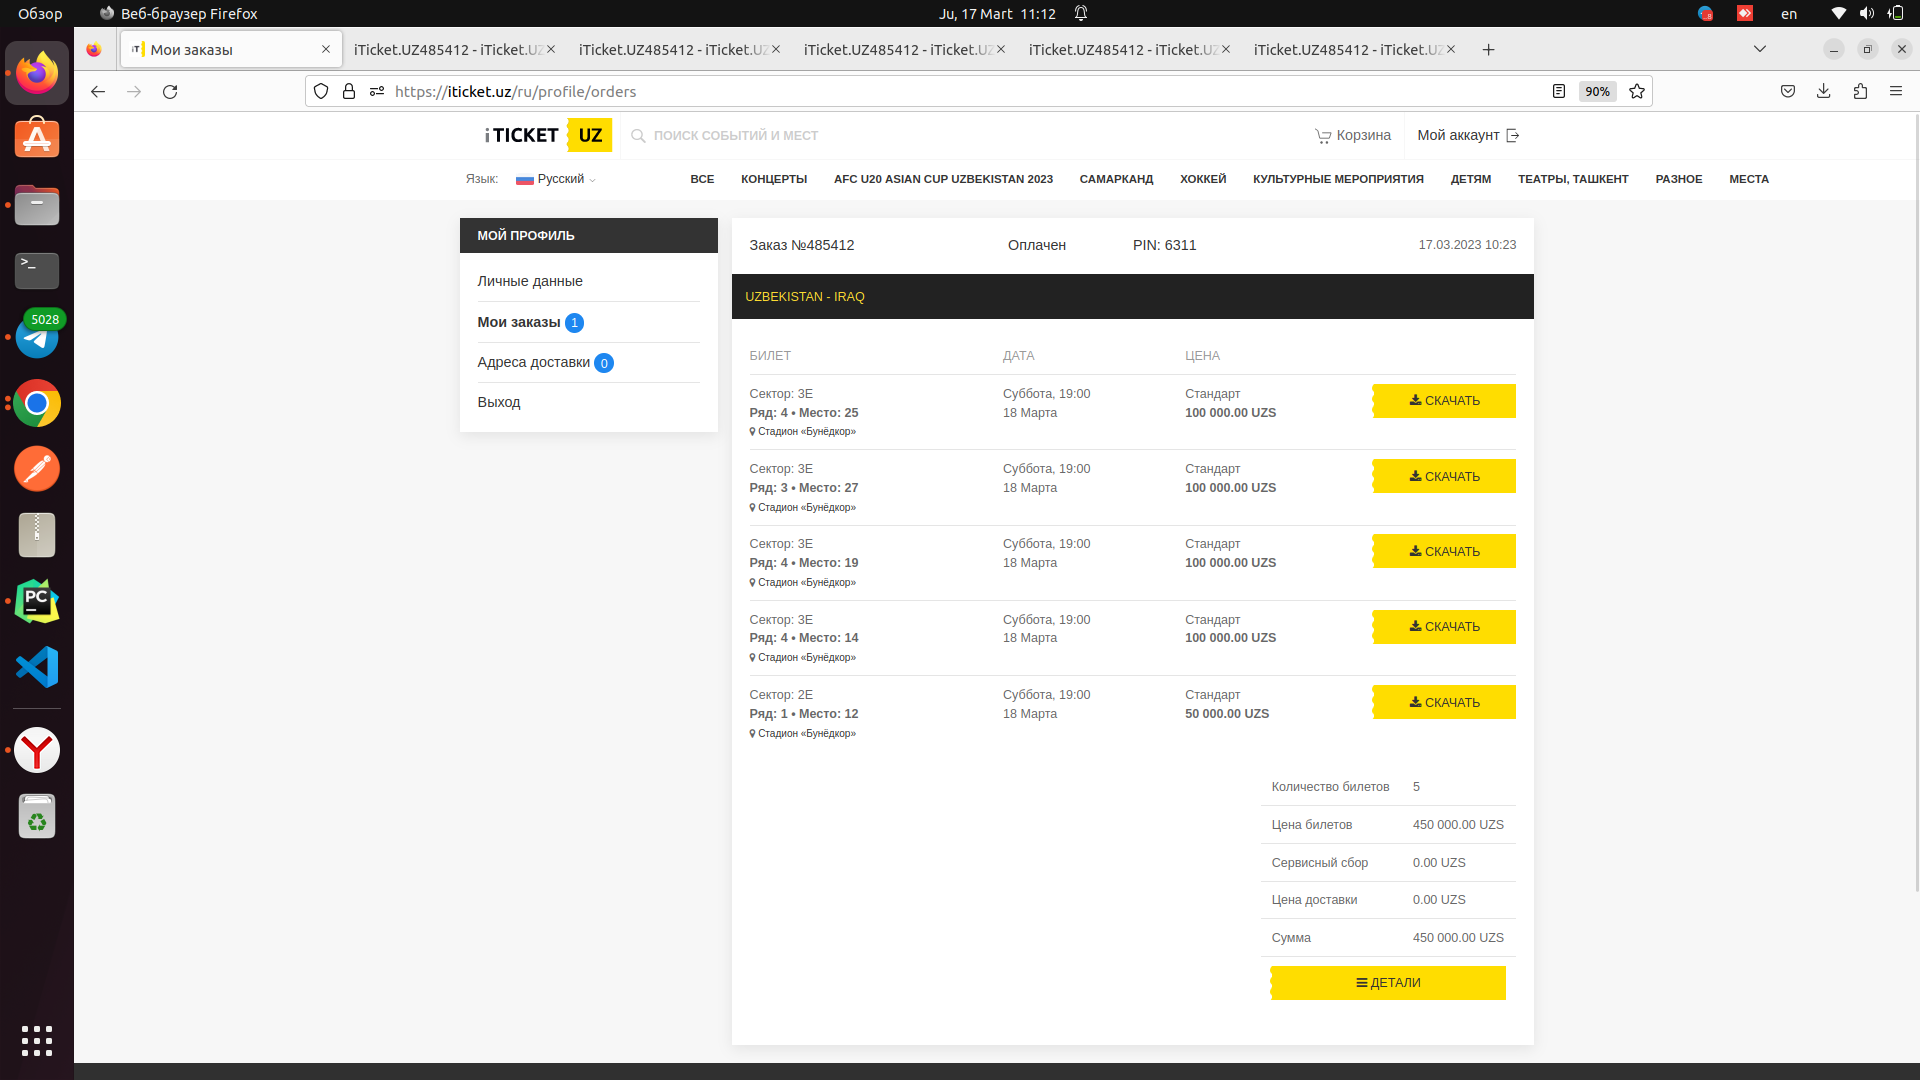 Обзор
Веб-браузер Firefox
Ju, 17 Mart 11:12
en
Мои заказы
iTicket.UZ485412 - iTicket.UZ
iTicket.UZ485412 - iTicket.UZ
iTicket.UZ485412 - iTicket.UZ
iTicket.UZ485412 - iTicket.UZ
iTicket.UZ485412 - iTicket.UZ
https://iticket.uz/ru/profile/orders
90%
iTICKET UZ
ПОИСК СОБЫТИЙ И МЕСТ
Корзина
Мой аккаунт
Язык: Русский
ВСЕ КОНЦЕРТЫ AFC U20 ASIAN CUP UZBEKISTAN 2023 САМАРКАНД ХОККЕЙ КУЛЬТУРНЫЕ МЕРОПРИЯТИЯ ДЕТЯМ ТЕАТРЫ, ТАШКЕНТ РАЗНОЕ МЕСТА
МОЙ ПРОФИЛЬ
Личные данные
Мои заказы 1
Адреса доставки 0
Выход
5028
Заказ №485412 Оплачен PIN: 6311 17.03.2023 10:23
UZBEKISTAN - IRAQ
БИЛЕТ ДАТА ЦЕНА
Сектор: 3E Суббота, 19:00 Стандарт
Ряд: 4 • Место: 25 18 Марта 100 000.00 UZS СКАЧАТЬ
Стадион «Бунёдкор»
Сектор: 3E Суббота, 19:00 Стандарт
Ряд: 3 • Место: 27 18 Марта 100 000.00 UZS СКАЧАТЬ
Стадион «Бунёдкор»
Сектор: 3E Суббота, 19:00 Стандарт
Ряд: 4 • Место: 19 18 Марта 100 000.00 UZS СКАЧАТЬ
Стадион «Бунёдкор»
Сектор: 3E Суббота, 19:00 Стандарт
Ряд: 4 • Место: 14 18 Марта 100 000.00 UZS СКАЧАТЬ
Стадион «Бунёдкор»
Сектор: 2E Суббота, 19:00 Стандарт
Ряд: 1 • Место: 12 18 Марта 50 000.00 UZS СКАЧАТЬ
Стадион «Бунёдкор»
Количество билетов 5
Цена билетов 450 000.00 UZS
Сервисный сбор 0.00 UZS
Цена доставки 0.00 UZS
Сумма 450 000.00 UZS
ДЕТАЛИ
PC